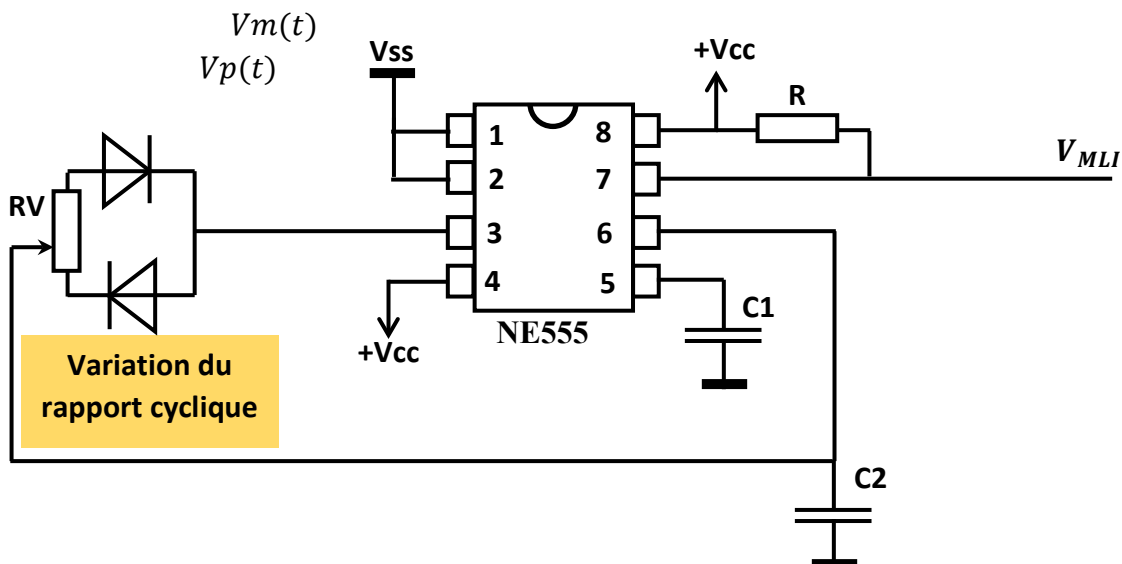 Vm(t)
Vp(t)
Vss
+Vcc
R
1
8
V_MLI
2
7
RV
3
6
4
5
C1
NE555
+Vcc
Variation du
rapport cyclique
C2